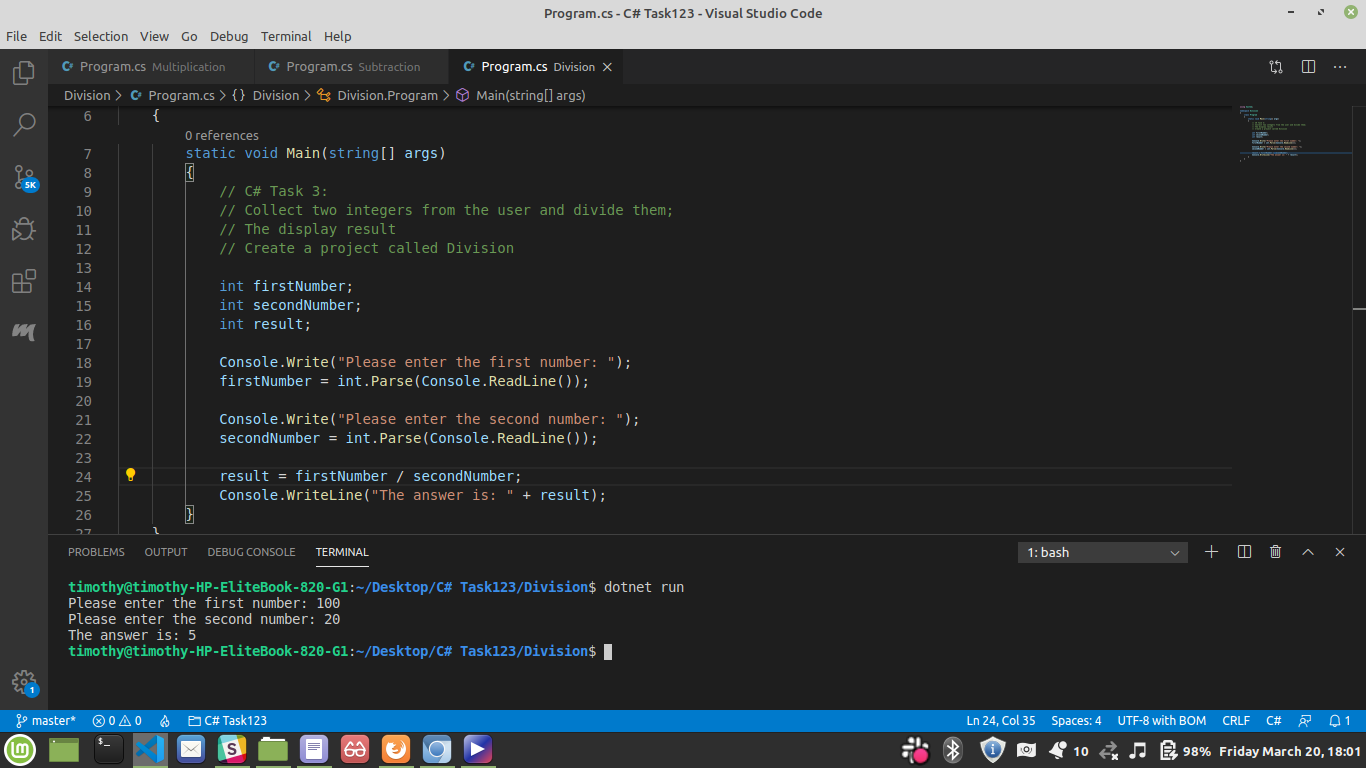 Program.cs - C# Task123 - Visual Studio Code
File Edit Selection View Go Debug Terminal Help
Program.cs Multiplication Program.cs Subtraction Program.cs Division
Division > Program.cs > {} Division > Division.Program > Main(string[] args)
6 {
0 references
7 static void Main(string[] args)
8 {
9 // C# Task 3:
10 // Collect two integers from the user and divide them;
11 // The display result
12 // Create a project called Division
13
14 int firstNumber;
15 int secondNumber;
16 int result;
17
18 Console.Write("Please enter the first number: ");
19 firstNumber = int.Parse(Console.ReadLine());
20
21 Console.Write("Please enter the second number: ");
22 secondNumber = int.Parse(Console.ReadLine());
23
24 result = firstNumber / secondNumber;
25 Console.WriteLine("The answer is: " + result);
26 }
27 }
5K
1
PROBLEMS OUTPUT DEBUG CONSOLE TERMINAL 1: bash
timothy@timothy-HP-EliteBook-820-G1:~/Desktop/C# Task123/Division$ dotnet run
Please enter the first number: 100
Please enter the second number: 20
The answer is: 5
timothy@timothy-HP-EliteBook-820-G1:~/Desktop/C# Task123/Division$
master* 0 0 C# Task123 Ln 24, Col 35 Spaces: 4 UTF-8 with BOM CRLF C# 1
10 98% Friday March 20, 18:01